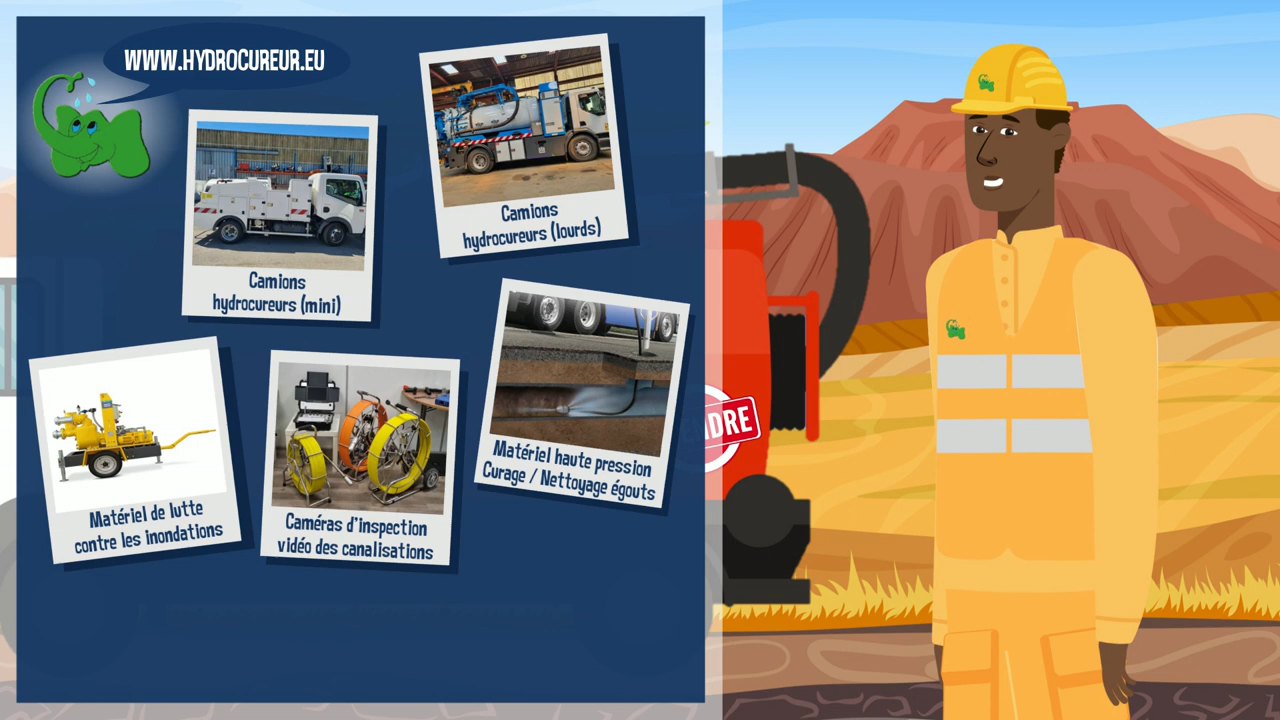 WWW.HYDROCUREUR.EU
Camions
hydrocureurs (lourds)
Camions
hydrocureurs (mini)
Matériel haute pression
Curage / Nettoyage égouts
Matériel de lutte
contre les inondations
Caméras d'inspection
vidéo des canalisations